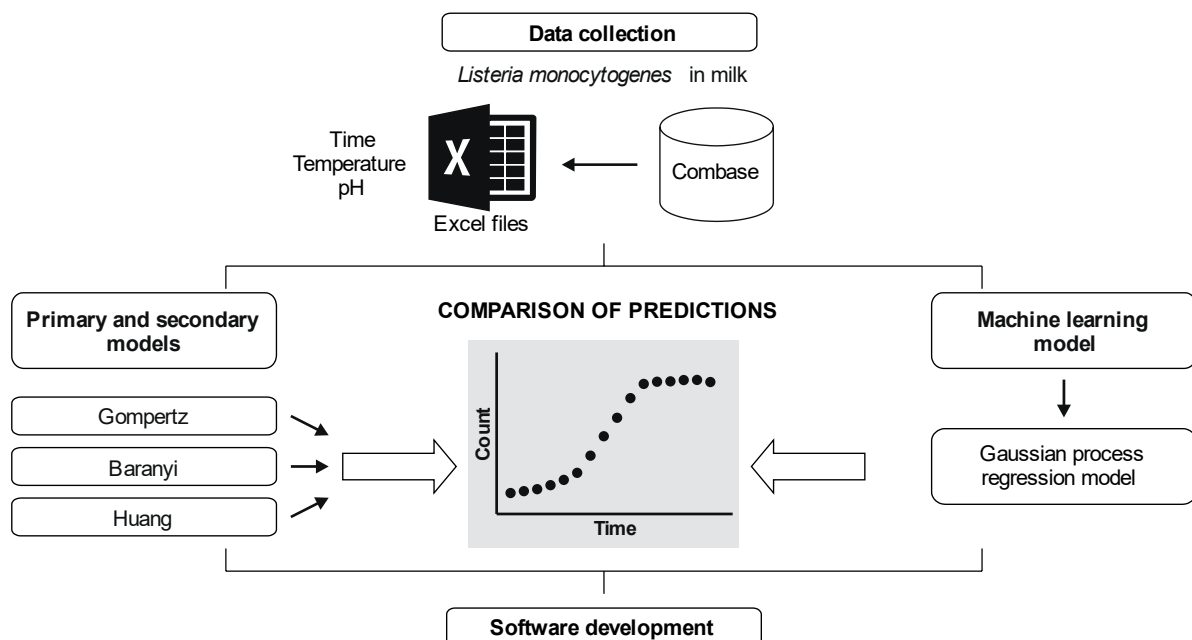 Data collection
Listeria monocytogenes in milk
Time
Temperature
pH
X
Combase
Excel files
Primary and secondary
models
COMPARISON OF PREDICTIONS
Machine learning
model
Gompertz
Baranyi
Huang
Count
Time
Gaussian process
regression model
Software development